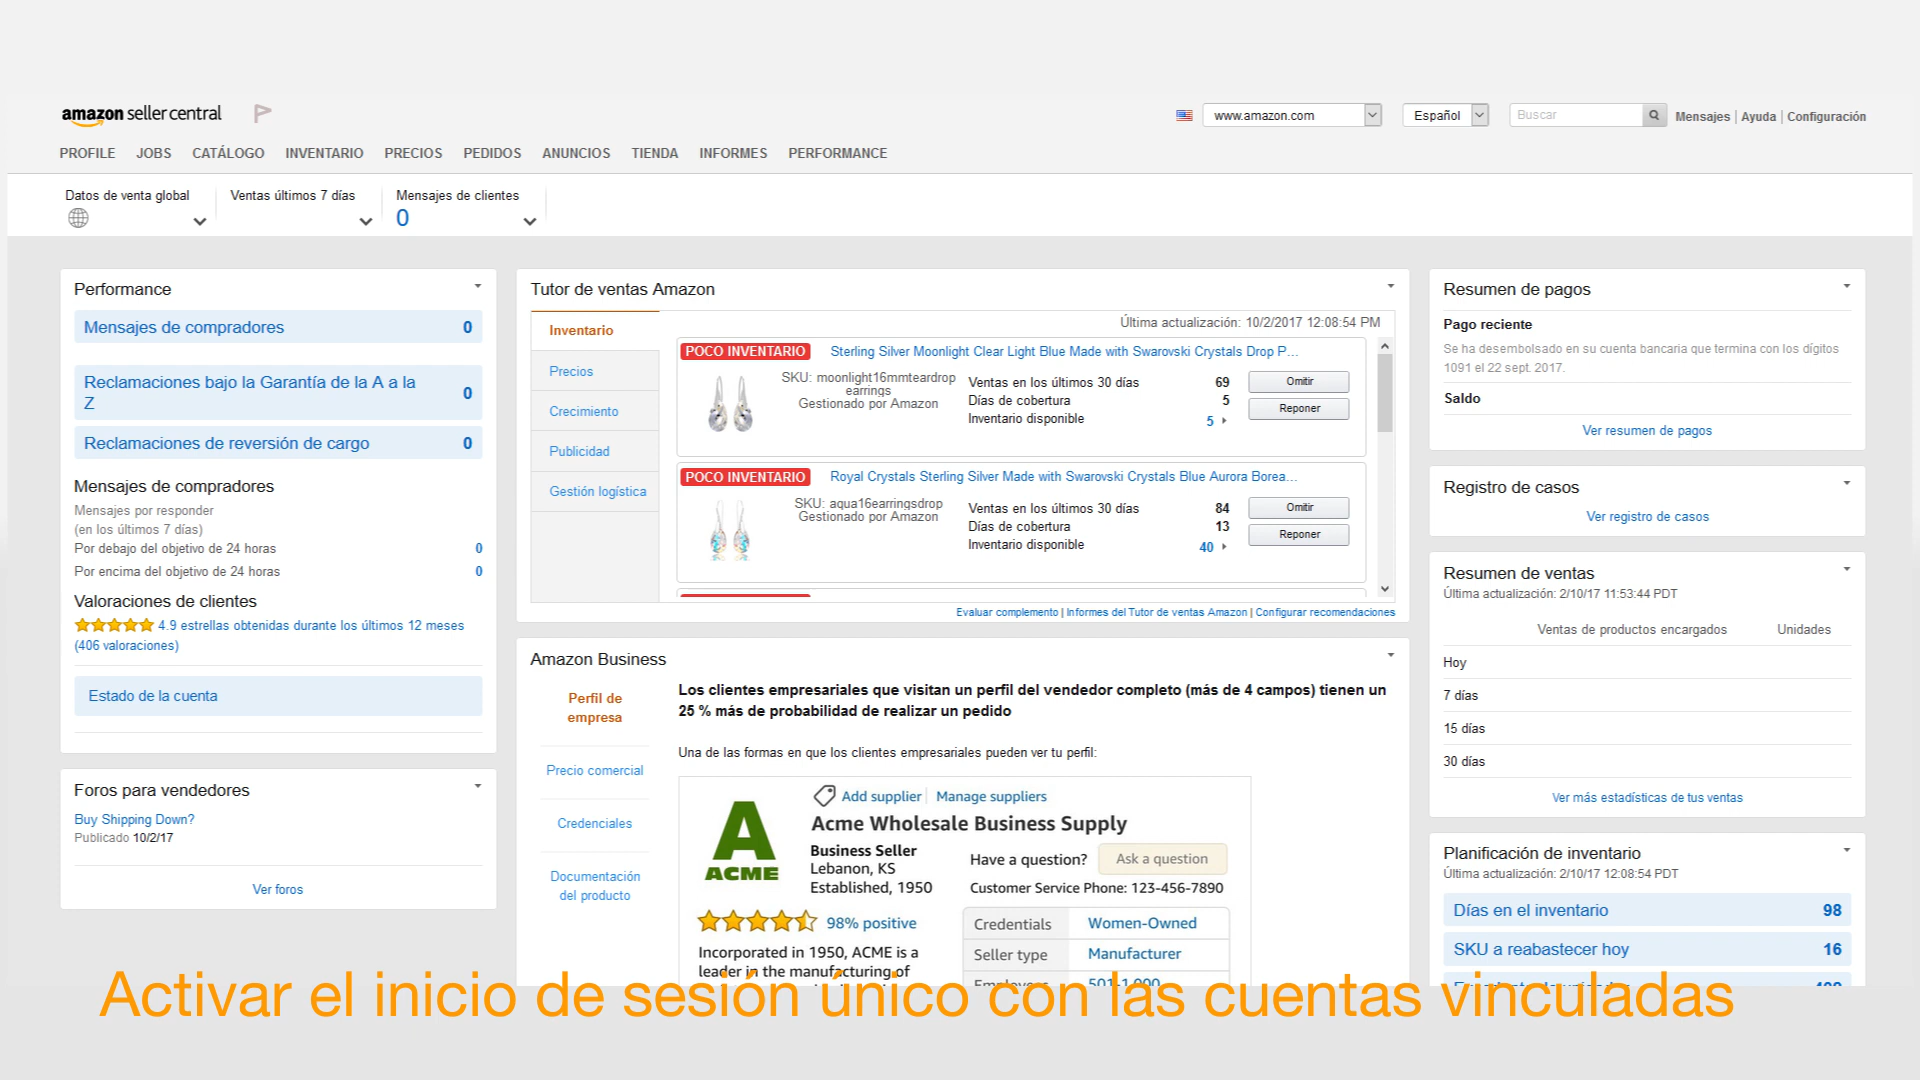 amazon seller central
www.amazon.com
Español
Buscar
Mensajes | Ayuda | Configuración
PROFILE JOBS CATÁLOGO INVENTARIO PRECIOS PEDIDOS ANUNCIOS TIENDA INFORMES PERFORMANCE
Datos de venta global
Ventas últimos 7 días
Mensajes de clientes
0
Performance
Mensajes de compradores 0
Reclamaciones bajo la Garantía de la A a la
Z
0
Reclamaciones de reversión de cargo 0
Mensajes de compradores
Mensajes por responder
(en los últimos 7 días)
Por debajo del objetivo de 24 horas 0
Por encima del objetivo de 24 horas 0
Valoraciones de clientes
4.9 estrellas obtenidas durante los últimos 12 meses
(406 valoraciones)
Estado de la cuenta
Foros para vendedores
Buy Shipping Down?
Publicado 10/2/17
Ver foros
Tutor de ventas Amazon
Última actualización: 10/2/2017 12:08:54 PM
Inventario
Precios
Crecimiento
Publicidad
Gestión logística
POCO INVENTARIO Sterling Silver Moonlight Clear Light Blue Made with Swarovski Crystals Drop P...
SKU: moonlight16mmteardrop
earrings
Gestionado por Amazon
Ventas en los últimos 30 días 69
Días de cobertura 5
Inventario disponible 5
Omitir
Reponer
POCO INVENTARIO Royal Crystals Sterling Silver Made with Swarovski Crystals Blue Aurora Borea...
SKU: aqua16earringsdrop
Gestionado por Amazon
Ventas en los últimos 30 días 84
Días de cobertura 13
Inventario disponible 40
Omitir
Reponer
Evaluar complemento | Informes del Tutor de ventas Amazon | Configurar recomendaciones
Amazon Business
Perfil de
empresa
Precio comercial
Credenciales
Documentación
del producto
Los clientes empresariales que visitan un perfil del vendedor completo (más de 4 campos) tienen un
25 % más de probabilidad de realizar un pedido
Una de las formas en que los clientes empresariales pueden ver tu perfil:
Add supplier | Manage suppliers
A
ACME
Acme Wholesale Business Supply
Business Seller
Lebanon, KS
Established, 1950
Have a question? Ask a question
Customer Service Phone: 123-456-7890
98% positive
Incorporated in 1950, ACME is a
leader in the manufacturing of
Credentials Women-Owned
Seller type Manufacturer
Employees 501-1,000
Resumen de pagos
Pago reciente
Se ha desembolsado en su cuenta bancaria que termina con los dígitos
1091 el 22 sept. 2017.
Saldo
Ver resumen de pagos
Registro de casos
Ver registro de casos
Resumen de ventas
Última actualización: 2/10/17 11:53:44 PDT
Ventas de productos encargados Unidades
Hoy
7 días
15 días
30 días
Ver más estadísticas de tus ventas
Planificación de inventario
Última actualización: 2/10/17 12:08:54 PDT
Días en el inventario 98
SKU a reabastecer hoy 16
Activar el inicio de sesión único con las cuentas vinculadas